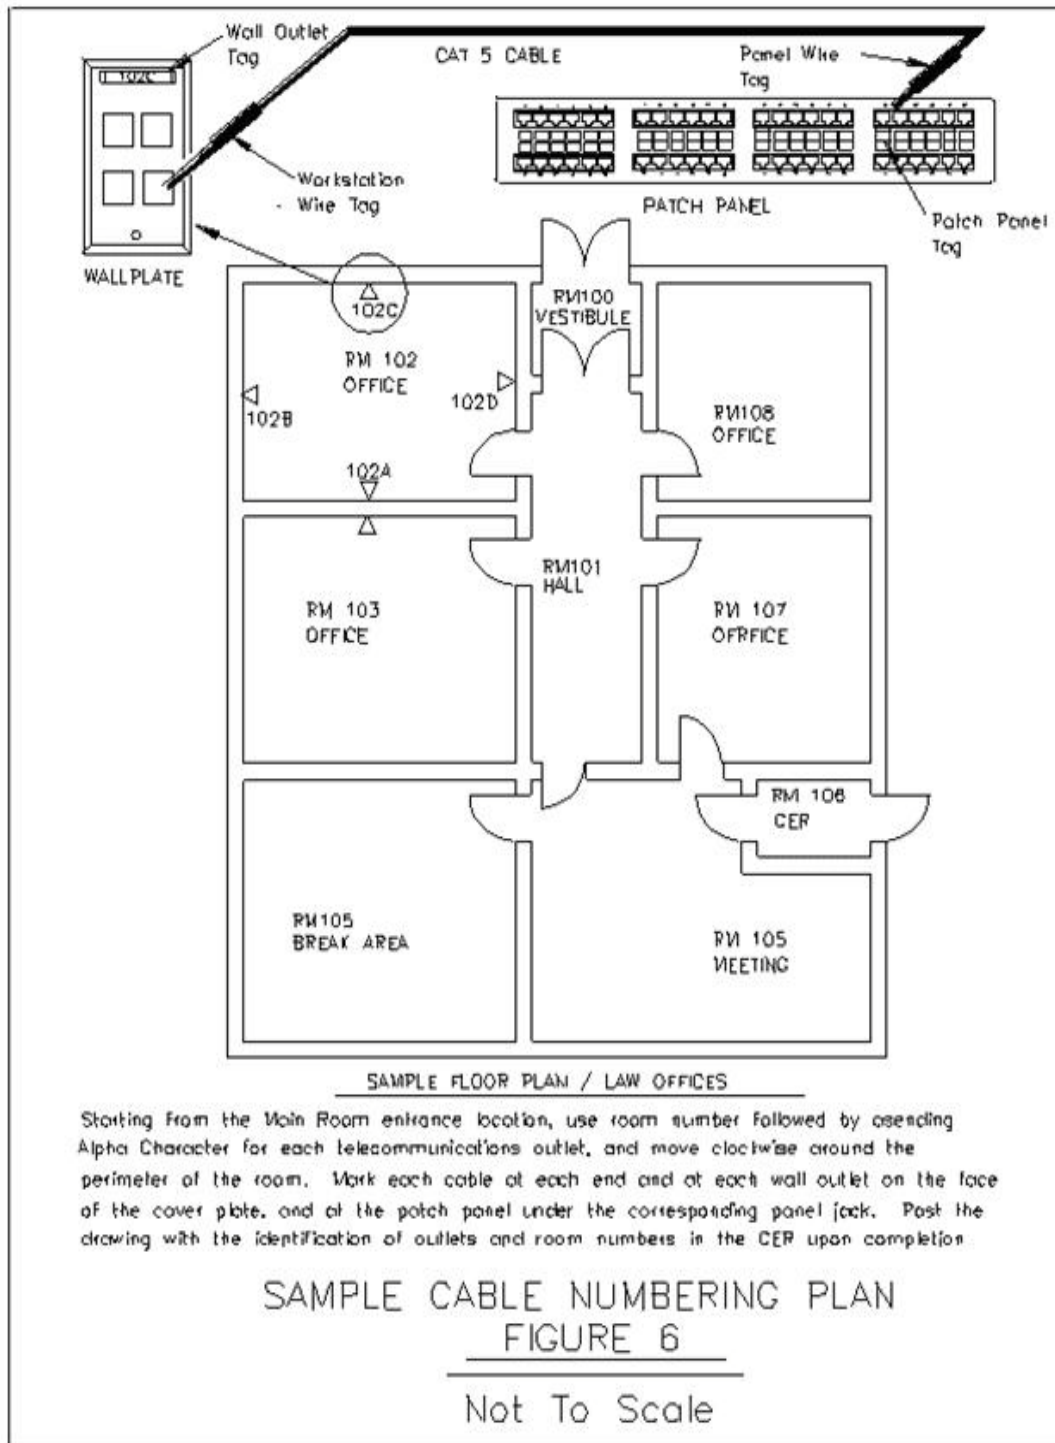 Wall Outlet
Tag
102C
CAT 5 CABLE
Panel Wire
Tag
Workstation
- Wire Tag
PATCH PANEL
Patch Panel
Tag
WALLPLATE
102C
RM100
VESTIBULE
RM 102
OFFICE
102B
102D
RM108
OFFICE
102A
RM101
HALL
RM 103
OFFICE
RM 107
OFRFICE
RM 106
CER
RM105
BREAK AREA
RM 105
MEETING
SAMPLE FLOOR PLAN / LAW OFFICES
Starting from the Main Room entrance location, use room number followed by asending
Alpha Character for each telecommunications outlet, and move clockwise around the
perimeter of the room. Mark each cable at each end and at each wall outlet on the face
of the cover plate, and at the patch panel under the corresponding panel jack. Post the
drawing with the identification of outlets and room numbers in the CER upon completion
SAMPLE CABLE NUMBERING PLAN
FIGURE 6
Not To Scale